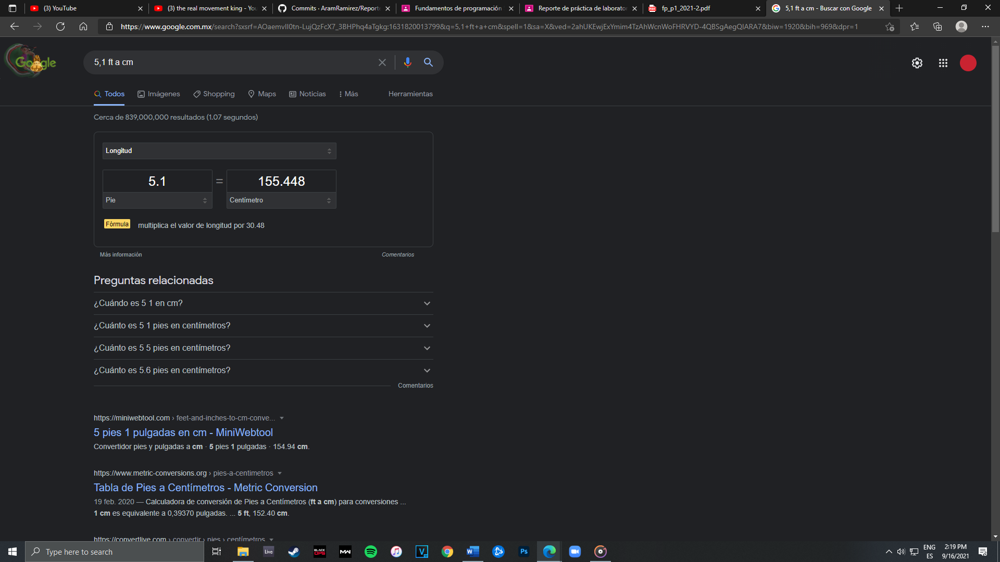 (3) YouTube
(3) the real movement king - You
Commits · AramRamirez/Reporte
Fundamentos de programación
Reporte de práctica de laborator
fp_p1_2021-2.pdf
5,1 ft a cm - Buscar con Google
https://www.google.com.mx/search?sxsrf=AOaemvIl0tn-LujQzFcX7_3BHPhq4aTgkg:1631820013799&q=5,1+ft+a+cm&spell=1&sa=X&ved=2ahUKEwjExYmim4TzAhWcnWoFHRVYD-4QBSgAegQIARA7&biw=1920&bih=969&dpr=1
Google
5,1 ft a cm
Todos
Imágenes
Shopping
Maps
Noticias
Más
Herramientas
Cerca de 839,000,000 resultados (1.07 segundos)
Longitud
5.1 = 155.448
Pie
Centímetro
Fórmula multiplica el valor de longitud por 30.48
Más información
Comentarios
Preguntas relacionadas
¿Cuándo es 5 1 en cm?
¿Cuánto es 5 1 pies en centímetros?
¿Cuánto es 5 5 pies en centímetros?
¿Cuánto es 5.6 pies en centímetros?
Comentarios
https://miniwebtool.com › feet-and-inches-to-cm-conve...
5 pies 1 pulgadas en cm - MiniWebtool
Convertidor pies y pulgadas a cm · 5 pies 1 pulgadas · 154.94 cm.
https://www.metric-conversions.org › pies-a-centimetros
Tabla de Pies a Centímetros - Metric Conversion
19 feb. 2020 — Calculadora de conversión de Pies a Centímetros (ft a cm) para conversiones ...
1 cm es equivalente a 0,39370 pulgadas. ... 5 ft, 152.40 cm.
https://convertlive.com › convertir › pies › centímetros
Type here to search
Live
BLACK OPS
MW
V
W
Ps
ENG
ES
2:19 PM
9/16/2021